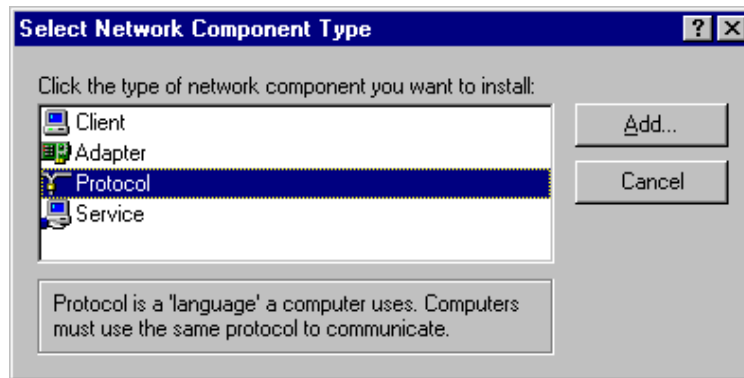 Select Network Component Type
Click the type of network component you want to install:
Client
Add...
Adapter
Protocol
Cancel
Service
Protocol is a 'language' a computer uses. Computers
must use the same protocol to communicate.